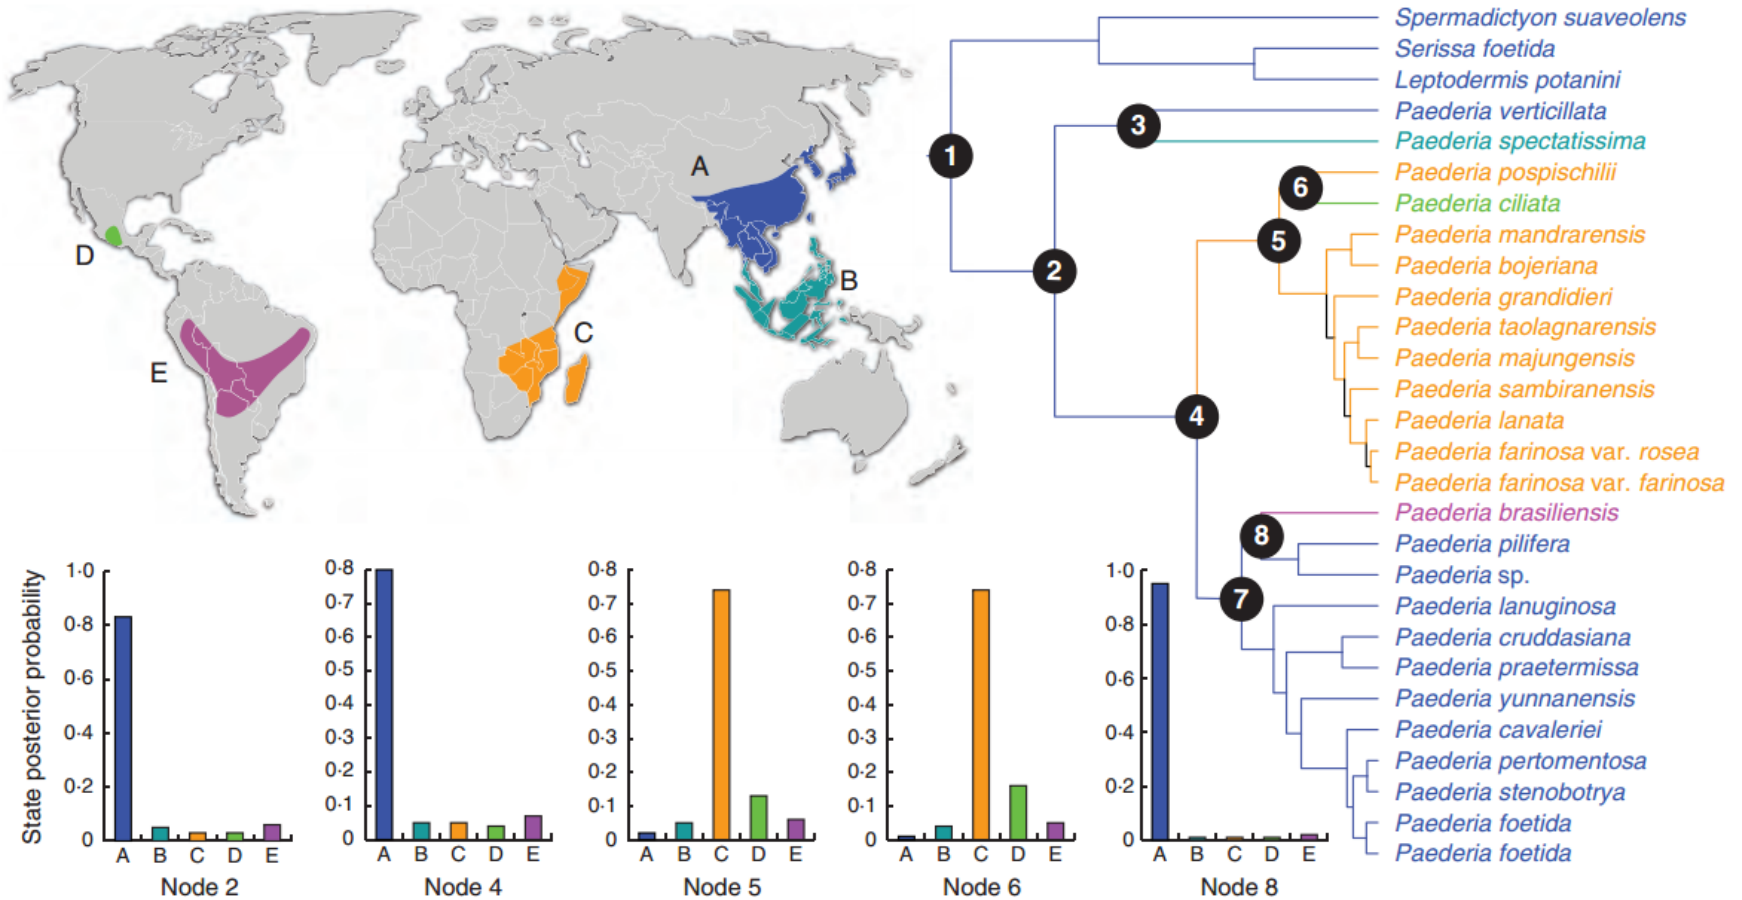 A
B
C
D
E
1
2
3
4
5
6
7
8
Spermadictyon suaveolens
Serissa foetida
Leptodermis potanini
Paederia verticillata
Paederia spectatissima
Paederia pospischilii
Paederia ciliata
Paederia mandrarensis
Paederia bojeriana
Paederia grandidieri
Paederia taolagnarensis
Paederia majungensis
Paederia sambiranensis
Paederia lanata
Paederia farinosa var. rosea
Paederia farinosa var. farinosa
Paederia brasiliensis
Paederia pilifera
Paederia sp.
Paederia lanuginosa
Paederia cruddasiana
Paederia praetermissa
Paederia yunnanensis
Paederia cavaleriei
Paederia pertomentosa
Paederia stenobotrya
Paederia foetida
Paederia foetida
State posterior probability
1·0
0·8
0·6
0·4
0·2
0
A B C D E
Node 2
0·8
0·7
0·6
0·5
0·4
0·3
0·2
0·1
0
A B C D E
Node 4
0·8
0·7
0·6
0·5
0·4
0·3
0·2
0·1
0
A B C D E
Node 5
0·8
0·7
0·6
0·5
0·4
0·3
0·2
0·1
0
A B C D E
Node 6
1·0
0·8
0·6
0·4
0·2
0
A B C D E
Node 8